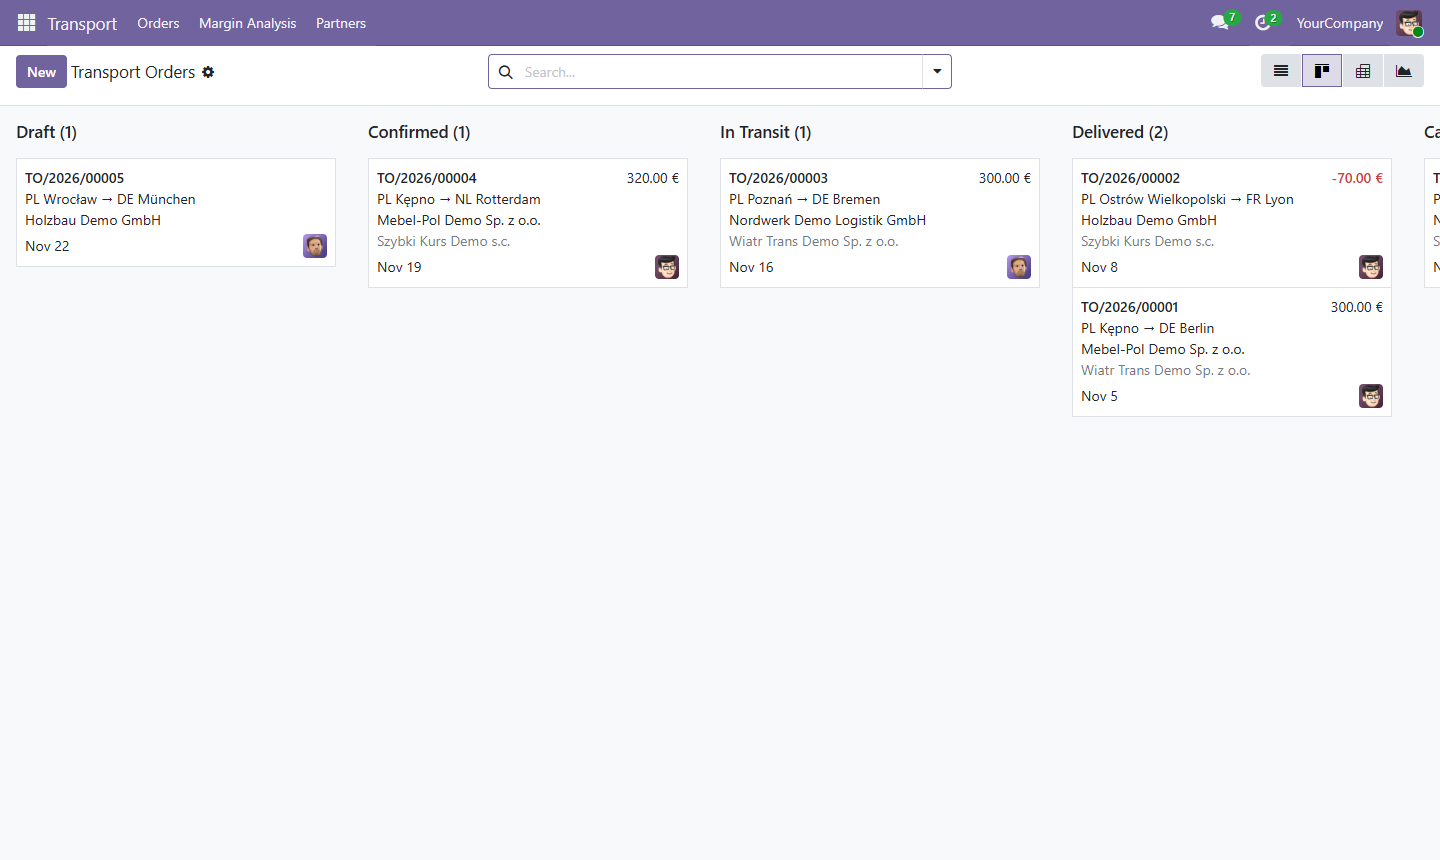 Transport Orders Margin Analysis Partners 7 2 YourCompany
New Transport Orders Search...
Draft (1)
TO/2026/00005
PL Wrocław → DE München
Holzbau Demo GmbH
Nov 22
Confirmed (1)
TO/2026/00004 320.00 €
PL Kępno → NL Rotterdam
Mebel-Pol Demo Sp. z o.o.
Szybki Kurs Demo s.c.
Nov 19
In Transit (1)
TO/2026/00003 300.00 €
PL Poznań → DE Bremen
Nordwerk Demo Logistik GmbH
Wiatr Trans Demo Sp. z o.o.
Nov 16
Delivered (2)
TO/2026/00002 -70.00 €
PL Ostrów Wielkopolski → FR Lyon
Holzbau Demo GmbH
Szybki Kurs Demo s.c.
Nov 8
TO/2026/00001 300.00 €
PL Kępno → DE Berlin
Mebel-Pol Demo Sp. z o.o.
Wiatr Trans Demo Sp. z o.o.
Nov 5